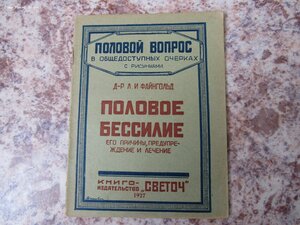 ПОЛОВОЙ ВОПРОС
В ОБЩЕДОСТУПНЫХ ОЧЕРКАХ
С РИСУНКАМИ
Д-Р Л. И ФАЙНГОЛЬД
ПОЛОВОЕ
БЕССИЛИЕ
ЕГО ПРИЧИНЫ, ПРЕДУПРЕ-
ЖДЕНИЕ И ЛЕЧЕНИЕ
КНИГО-
ИЗДАТЕЛЬСТВО „СВЕТОЧ"
1927